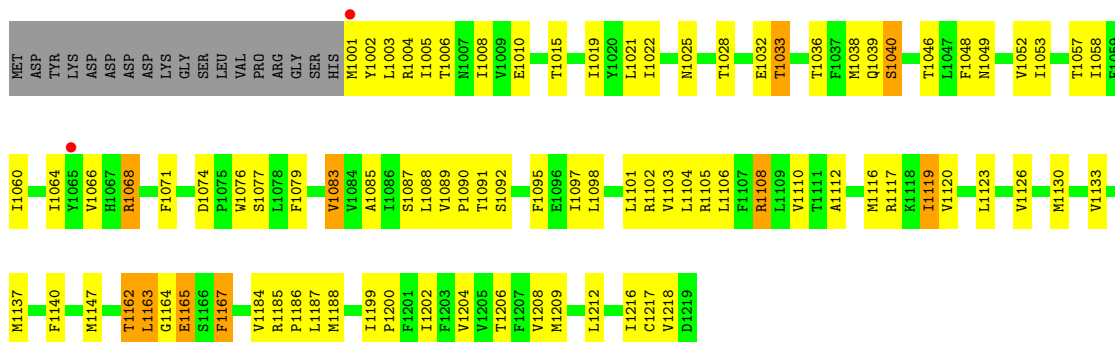 MET ASP TYR LYS ASP ASP ASP ASP LYS GLY SER LEU VAL PRO ARG GLY SER HIS M1001 Y1002 L1003 R1004 I1005 T1006 N1007 I1008 V1009 E1010 T1015 I1019 Y1020 L1021 I1022 N1025 T1028 E1032 T1033 T1036 F1037 M1038 Q1039 S1040 T1046 L1047 F1048 N1049 V1052 I1053 T1057 I1058 E1059
I1060 I1064 Y1065 V1066 H1067 R1068 F1071 D1074 P1075 W1076 S1077 L1078 F1079 V1083 V1084 A1085 I1086 S1087 L1088 V1089 P1090 T1091 S1092 F1095 E1096 I1097 L1098 L1101 R1102 V1103 L1104 R1105 L1106 F1107 R1108 L1109 V1110 T1111 A1112 M1116 R1117 K1118 I1119 V1120 L1123 V1126 M1130 V1133
M1137 F1140 M1147 T1162 L1163 G1164 E1165 S1166 F1167 V1184 R1185 P1186 L1187 M1188 I1199 P1200 F1201 I1202 F1203 V1204 V1205 T1206 F1207 V1208 M1209 L1212 I1216 C1217 V1218 D1219